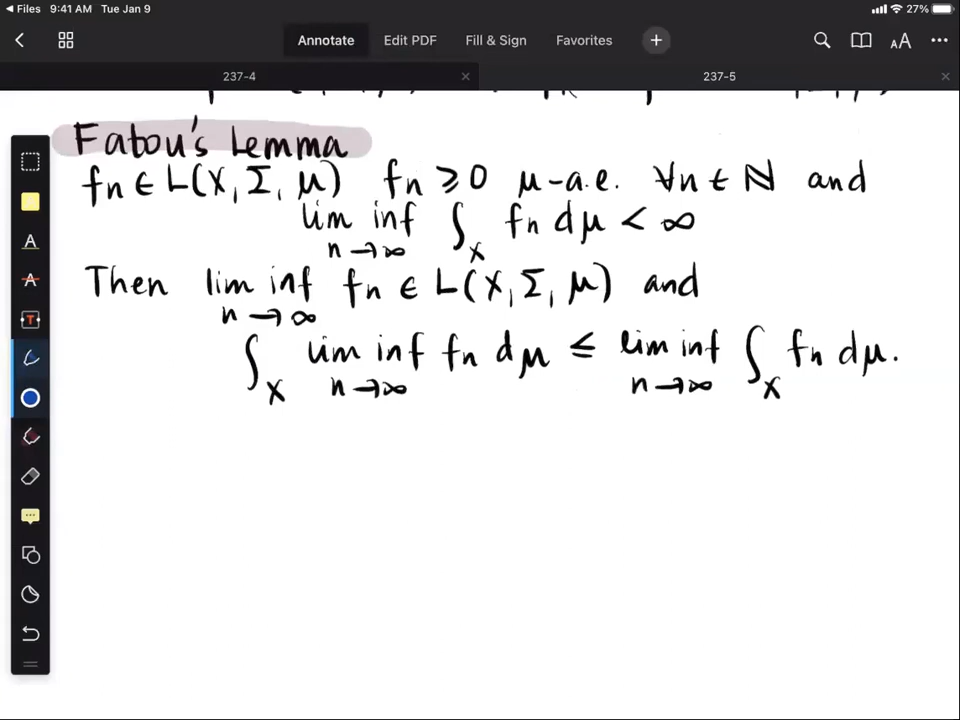 Files 9:41 AM Tue Jan 9 27%
Annotate Edit PDF Fill & Sign Favorites
237-4 237-5
Fatou's Lemma
fn ∈ L(X, Σ, μ) fn ≥ 0 μ-a.e. ∀n ∈ ℕ and
lim inf ∫ fn dμ < ∞
n→∞ X
Then lim inf fn ∈ L(X, Σ, μ) and
n→∞
∫ lim inf fn dμ ≤ lim inf ∫ fn dμ.
X n→∞ n→∞ X